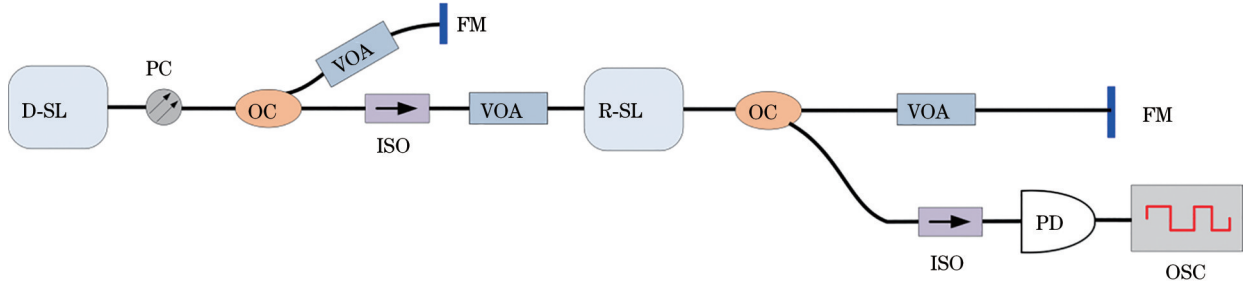 FM
VOA
PC
D-SL
OC
ISO
VOA
R-SL
OC
VOA
FM
ISO
PD
OSC